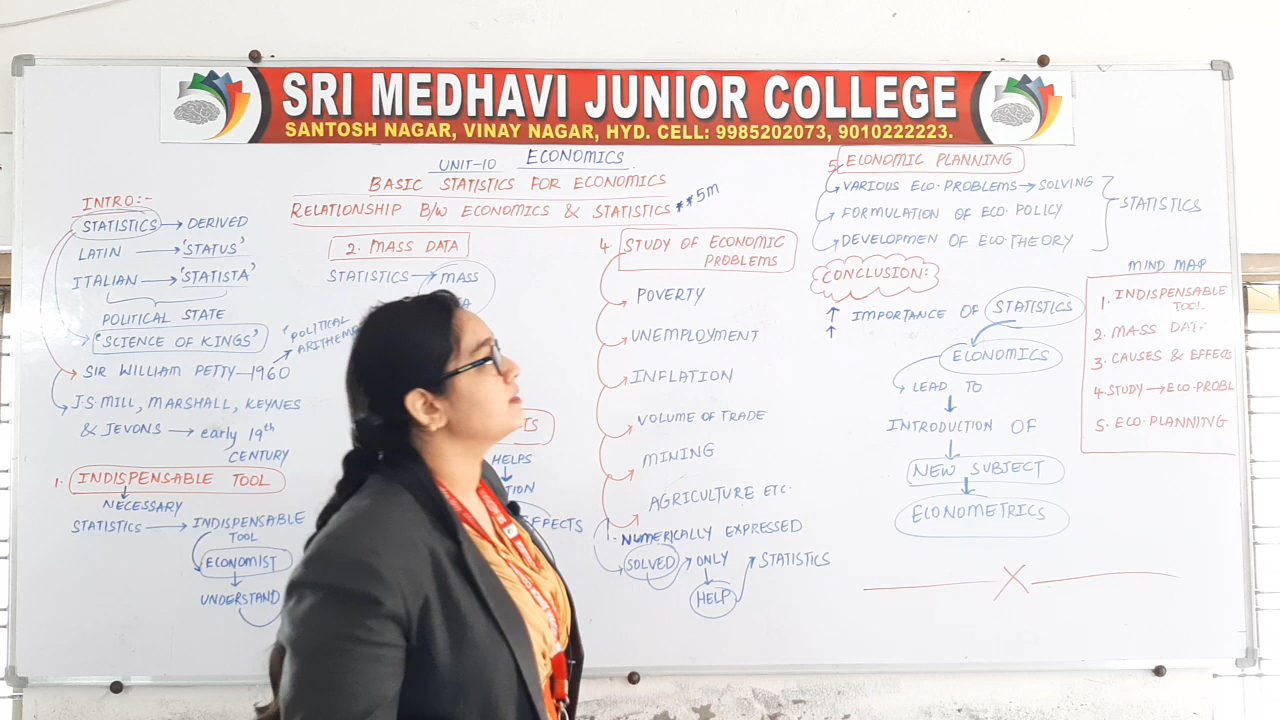 SRI MEDHAVI JUNIOR COLLEGE
SANTOSH NAGAR, VINAY NAGAR, HYD. CELL: 9985202073, 9010222223.
UNIT-10 ECONOMICS
BASIC STATISTICS FOR ECONOMICS
RELATIONSHIP B/W ECONOMICS & STATISTICS **5M
INTRO:-
STATISTICS → DERIVED
LATIN → 'STATUS'
ITALIAN → 'STATISTA'
POLITICAL STATE
'SCIENCE OF KINGS'
'POLITICAL
SIR WILLIAM PETTY-1960
J.S. MILL, MARSHALL, KEYNES
& JEVONS → early 19th
CENTURY
1. INDISPENSABLE TOOL
NECESSARY
STATISTICS → INDISPENSABLE
TOOL
ECONOMIST
UNDERSTAND
2. MASS DATA
STATISTICS → MASS
HELPS
EFFECTS
4. STUDY OF ECONOMIC
PROBLEMS
POVERTY
UNEMPLOYMENT
INFLATION
VOLUME OF TRADE
MINING
AGRICULTURE ETC.
NUMERICALLY EXPRESSED
SOLVED ONLY STATISTICS
HELP
5. ECONOMIC PLANNING
VARIOUS ECO.PROBLEMS → SOLVING
FORMULATION OF ECO.POLICY
STATISTICS
DEVELOPMEN OF ECO.THEORY
CONCLUSION:
↑ IMPORTANCE OF STATISTICS
↑
ECONOMICS
LEAD TO
INTRODUCTION OF
NEW SUBJECT
ECONOMETRICS
X
MIND MAP
1. INDISPENSABLE
TOOL
2. MASS DATA
3. CAUSES & EFFECS
4 STUDY → ECO.PROBL
5. ECO.PLANNING